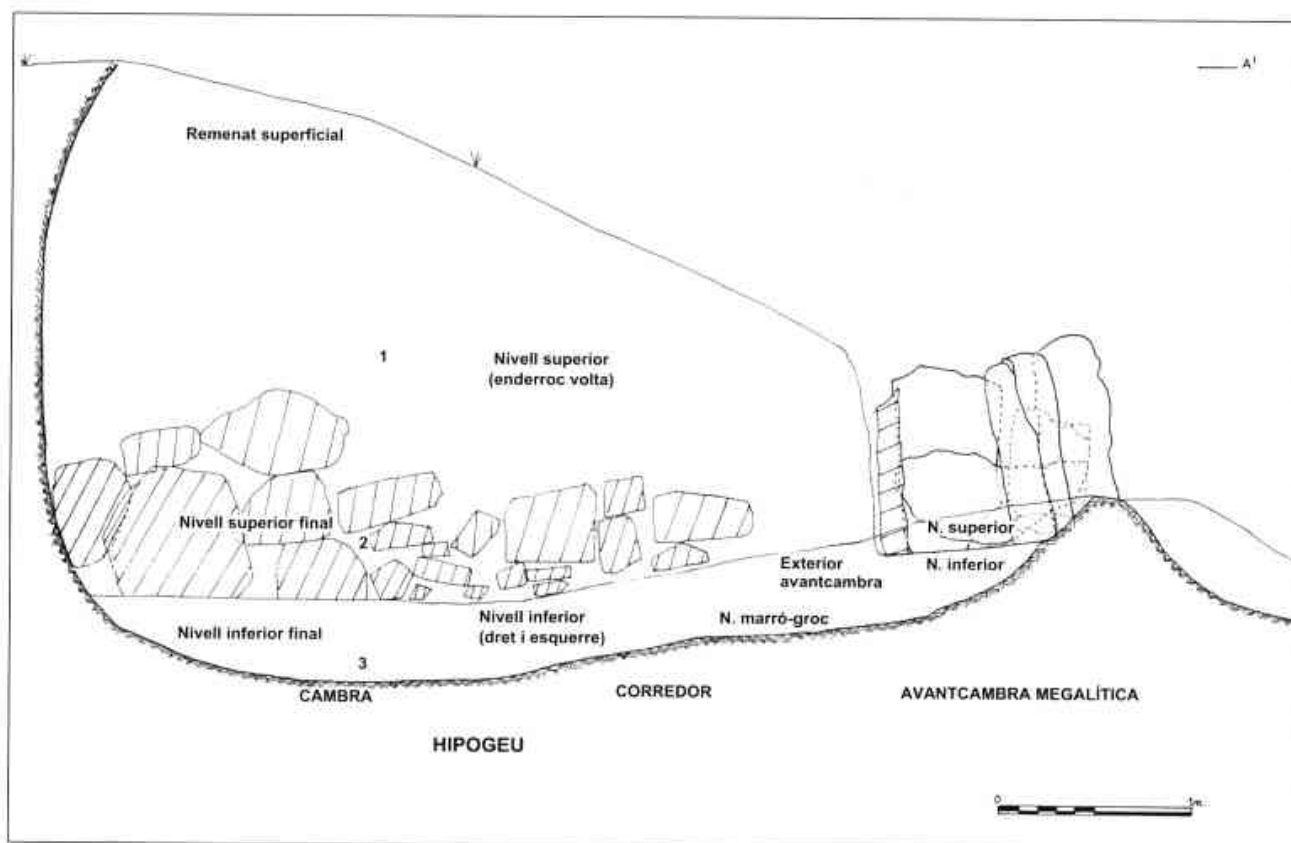 A'
Remenat superficial
1
Nivell superior
(enderroc volta)
Nivell superior final
2
N. superior
Exterior
avantcambra
N. inferior
Nivell inferior final
Nivell inferior
(dret i esquerre)
N. marró-groc
3
CAMBRA
CORREDOR
AVANTCAMBRA MEGALÍTICA
HIPOGEU
0
1m.